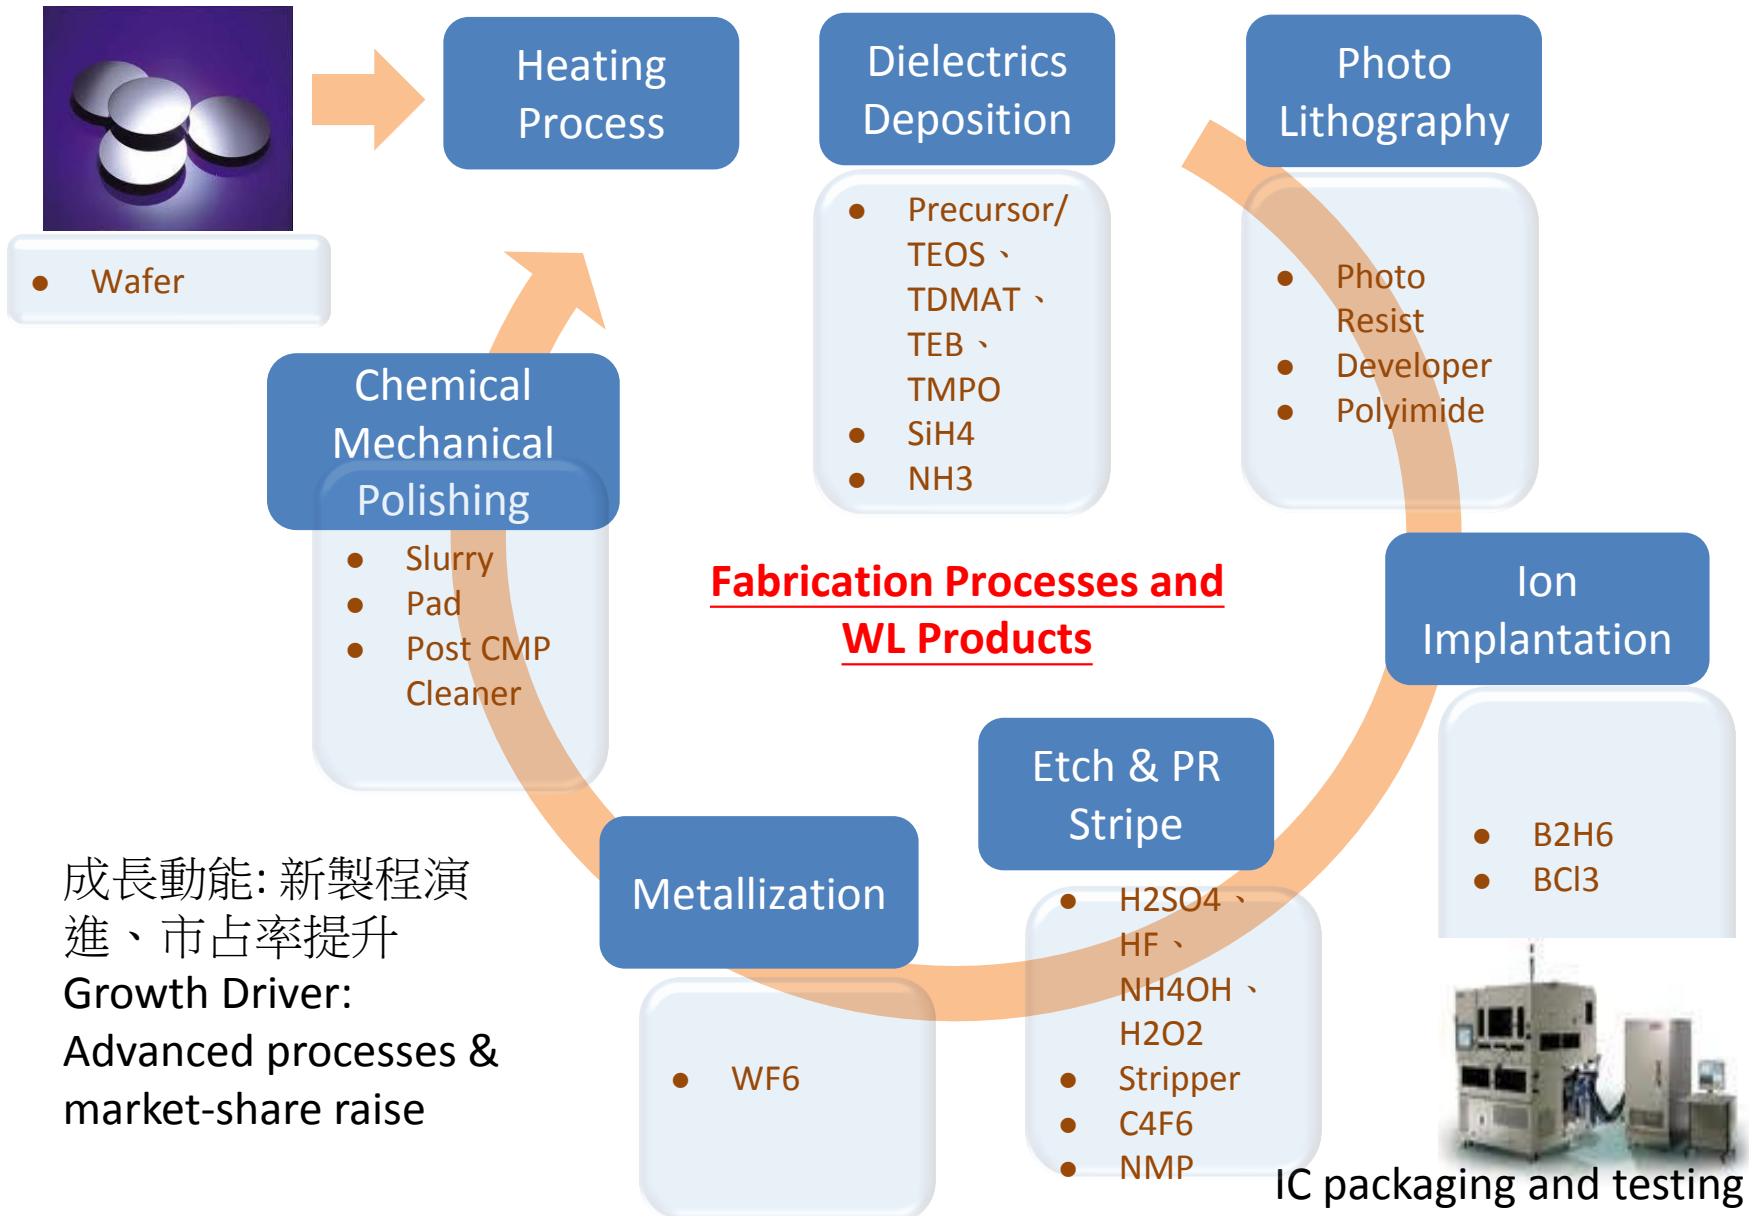 Heating
Process
Dielectrics
Deposition
Photo
Lithography
● Wafer
● Precursor/
TEOS、
TDMAT、
TEB、
TMPO
● SiH4
● NH3
● Photo
Resist
● Developer
● Polyimide
Chemical
Mechanical
Polishing
● Slurry
● Pad
● Post CMP
Cleaner
Fabrication Processes and
WL Products
Ion
Implantation
● B2H6
● BCl3
Etch & PR
Stripe
● H2SO4、
HF、
NH4OH、
H2O2
● Stripper
● C4F6
● NMP
Metallization
● WF6
成長動能: 新製程演
進、市占率提升
Growth Driver:
Advanced processes &
market-share raise
IC packaging and testing